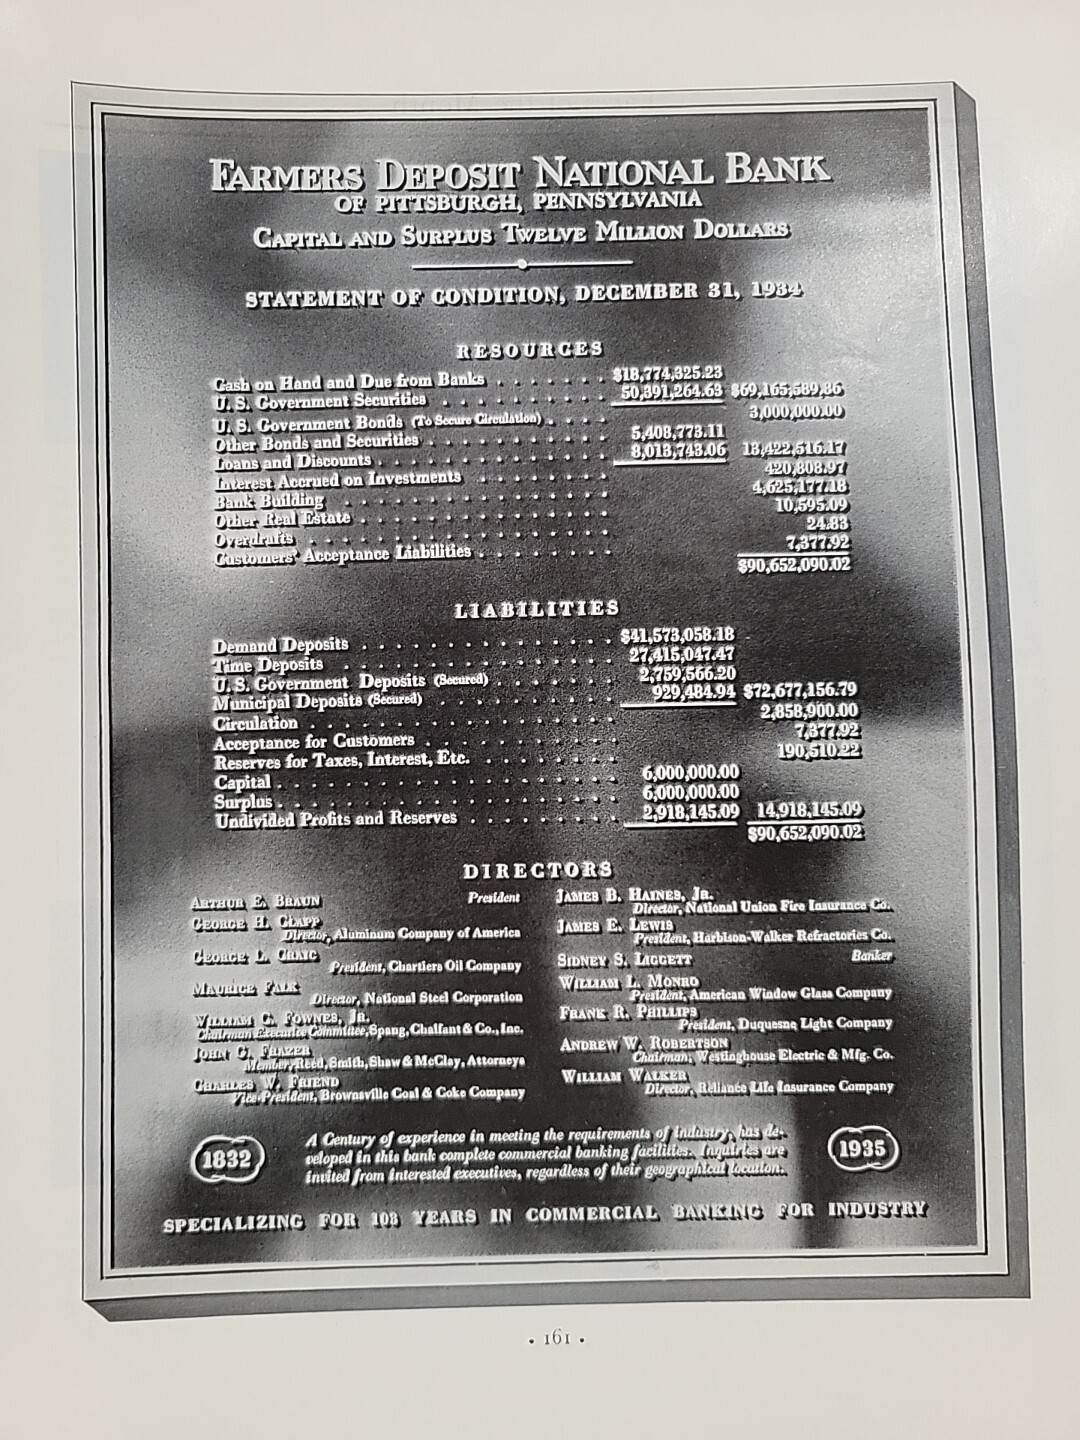 FARMERS DEPOSIT NATIONAL BANK
OF PITTSBURGH, PENNSYLVANIA
CAPITAL AND SURPLUS TWELVE MILLION DOLLARS
STATEMENT OF CONDITION, DECEMBER 31, 1934
RESOURCES
Cash on Hand and Due from Banks . . . . . . . $18,774,325.23
U. S. Government Securities . . . . . . . . . . 50,391,264.63 $69,165,589.86
U. S. Government Bonds (To Secure Circulation) . . . . 3,000,000.00
Other Bonds and Securities . . . . . . . . . . . 5,408,773.11
Loans and Discounts . . . . . . . . . . . . . . 8,013,743.06 13,422,516.17
Interest Accrued on Investments . . . . . . . . . 420,808.97
Bank Building . . . . . . . . . . . . . . . . . 4,625,177.18
Other Real Estate . . . . . . . . . . . . . . . 10,595.09
Overdrafts . . . . . . . . . . . . . . . . . . 24.83
Customers' Acceptance Liabilities . . . . . . . . 7,377.92
$90,652,090.02
LIABILITIES
Demand Deposits . . . . . . . . . . . . . . . $41,573,058.18
Time Deposits . . . . . . . . . . . . . . . . 27,415,047.47
U. S. Government Deposits (Secured) . . . . . . . 2,759,566.20
Municipal Deposits (Secured) . . . . . . . . . . 929,484.94 $72,677,156.79
Circulation . . . . . . . . . . . . . . . . . . 2,858,900.00
Acceptance for Customers . . . . . . . . . . . . 7,377.92
Reserves for Taxes, Interest, Etc. . . . . . . . . 190,510.22
Capital . . . . . . . . . . . . . . . . . . . . 6,000,000.00
Surplus . . . . . . . . . . . . . . . . . . . . 6,000,000.00
Undivided Profits and Reserves . . . . . . . . . 2,918,145.09 14,918,145.09
$90,652,090.02
DIRECTORS
ARTHUR E. BRAUN President
GEORGE H. CLAPP
Director, Aluminum Company of America
GEORGE L. CRAIG
President, Chartiers Oil Company
MAURICE FALK
Director, National Steel Corporation
WILLIAM C. FOWNES, JR.
Chairman Executive Committee, Spang, Chalfant & Co., Inc.
JOHN G. FRAZER
Member, Reed, Smith, Shaw & McClay, Attorneys
CHARLES W. FRIEND
Vice-President, Brownsville Coal & Coke Company
JAMES B. HAINES, JR.
Director, National Union Fire Insurance Co.
JAMES E. LEWIS
President, Harbison-Walker Refractories Co.
SIDNEY S. LIGGETT Banker
WILLIAM L. MONRO
President, American Window Glass Company
FRANK R. PHILLIPS
President, Duquesne Light Company
ANDREW W. ROBERTSON
Chairman, Westinghouse Electric & Mfg. Co.
WILLIAM WALKER
Director, Reliance Life Insurance Company
1832
A Century of experience in meeting the requirements of industry, has de-
veloped in this bank complete commercial banking facilities. Inquiries are
invited from interested executives, regardless of their geographical location.
1935
SPECIALIZING FOR 103 YEARS IN COMMERCIAL BANKING FOR INDUSTRY
• 161 •